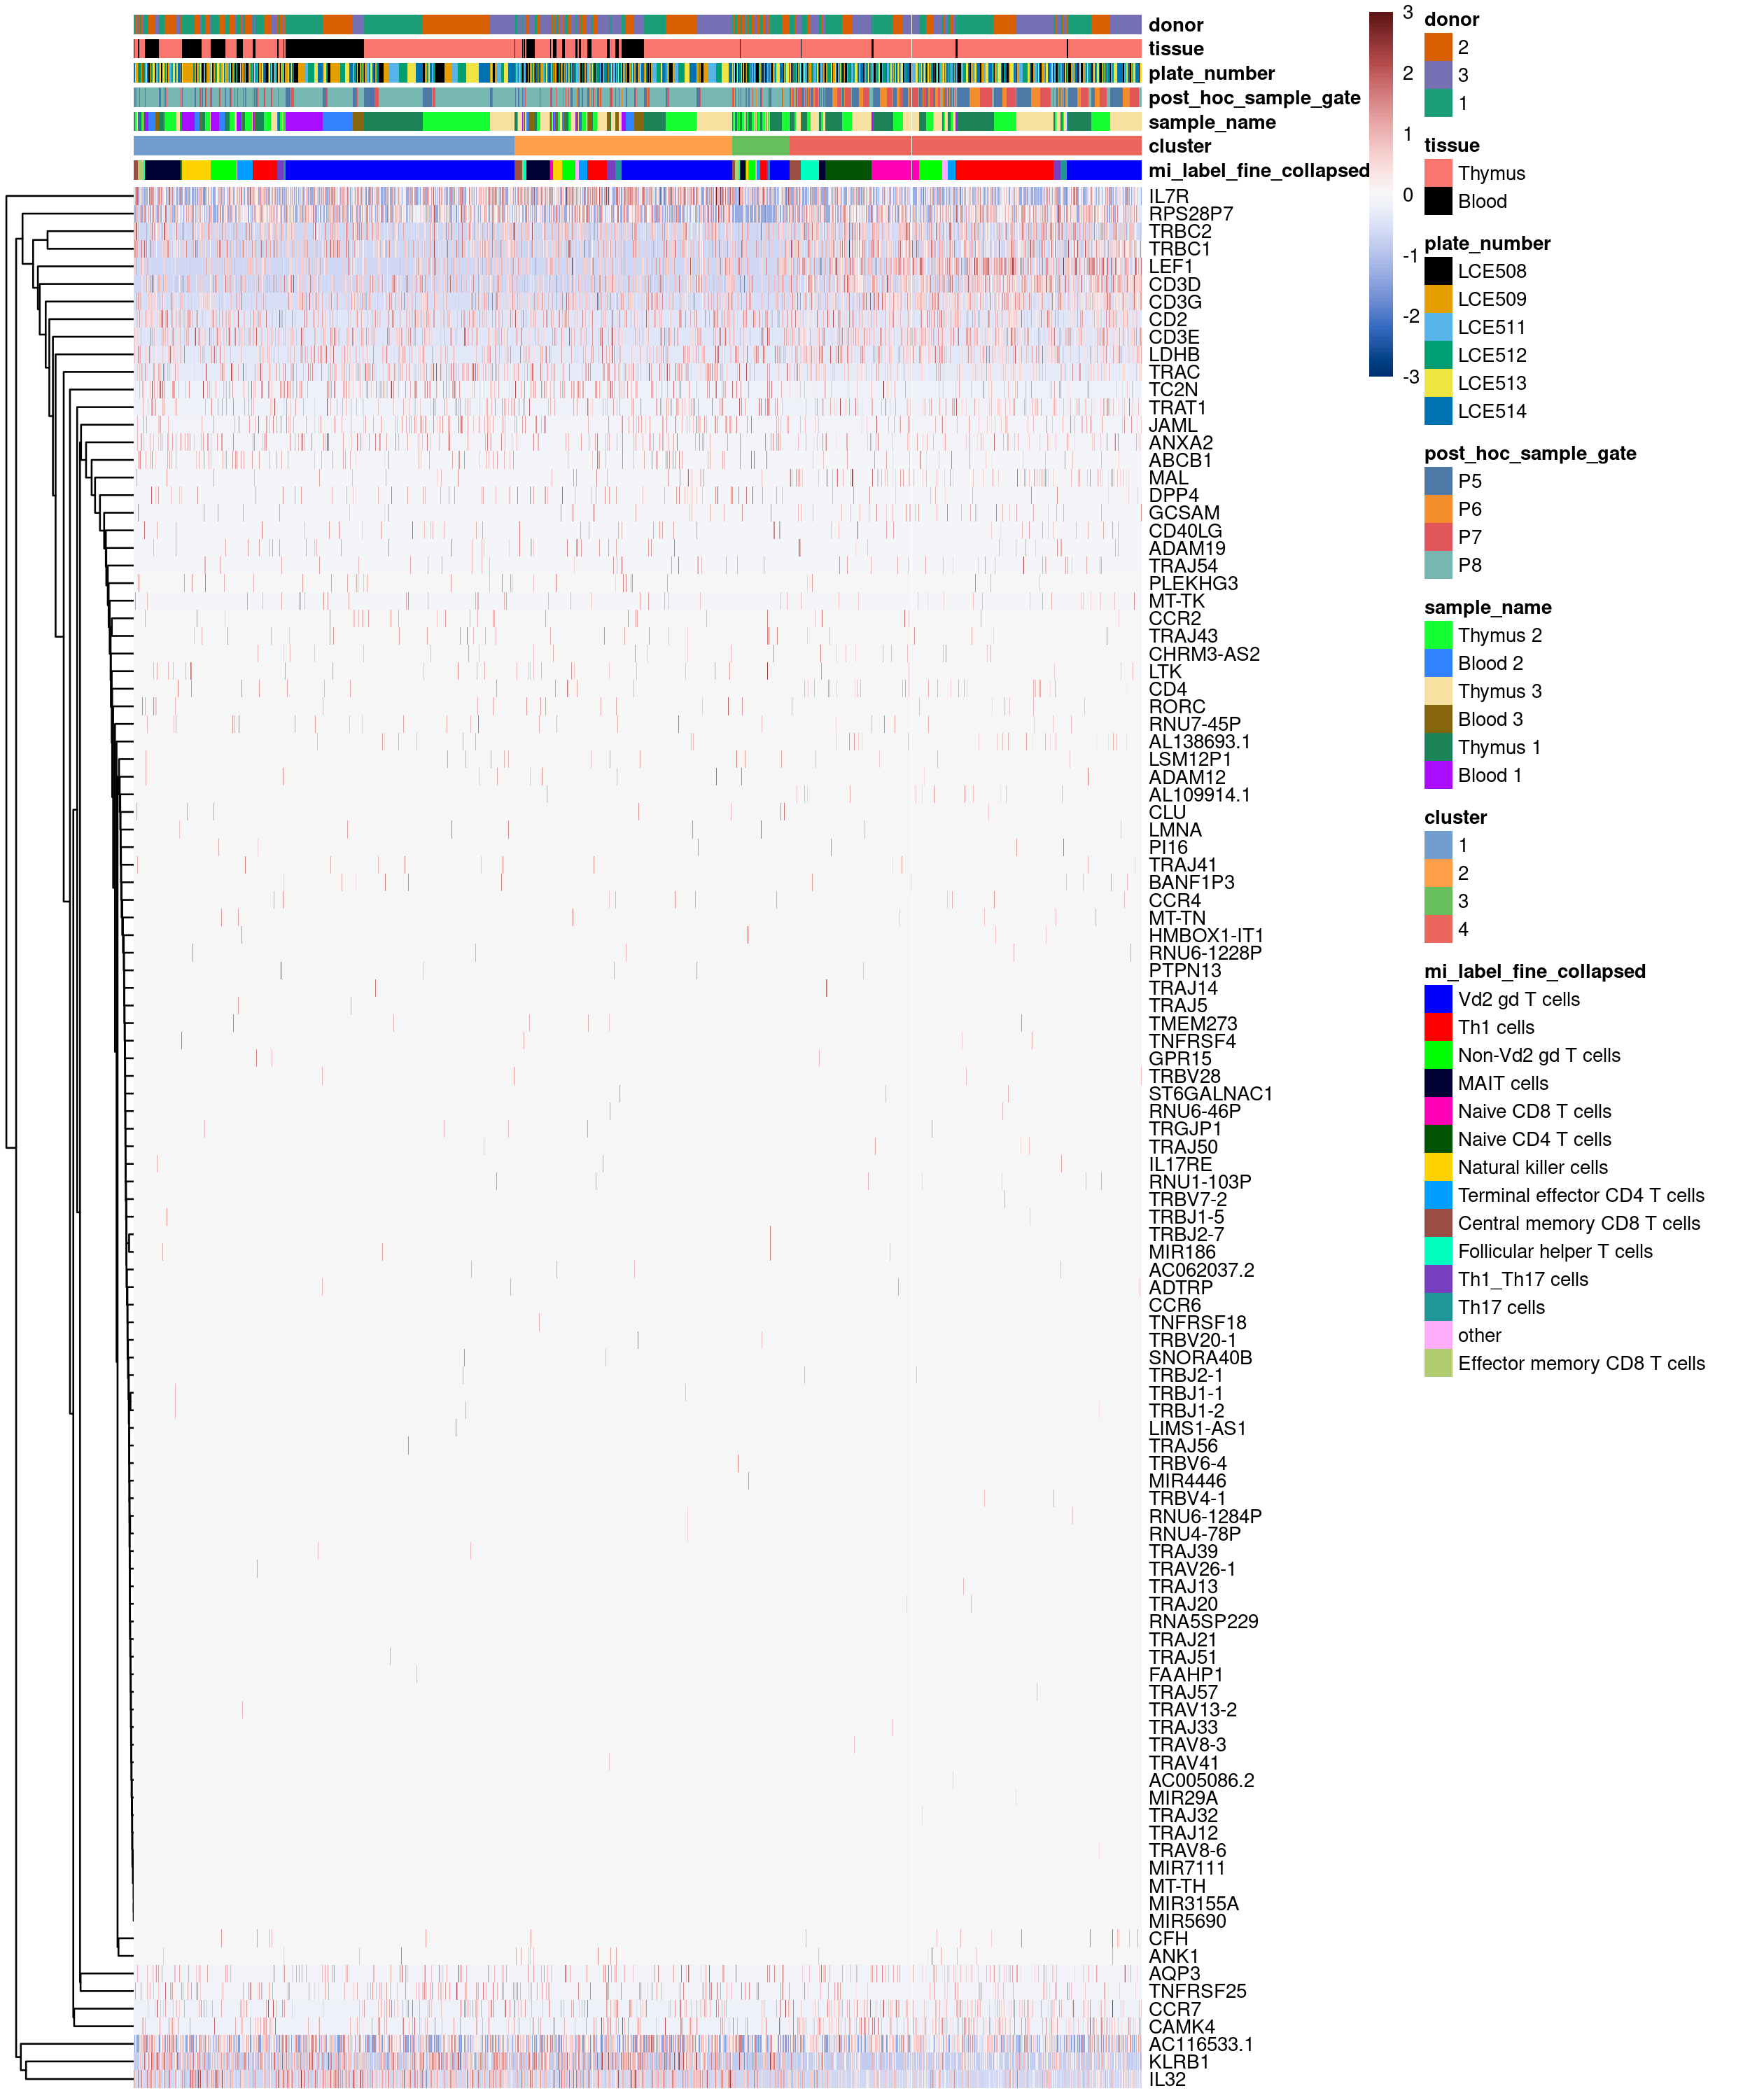 donor
tissue
plate_number
post_hoc_sample_gate
sample_name
cluster
mi_label_fine_collapsed
IL7R
RPS28P7
TRBC2
TRBC1
LEF1
CD3D
CD3G
CD2
CD3E
LDHB
TRAC
TC2N
TRAT1
JAML
ANXA2
ABCB1
MAL
DPP4
GCSAM
CD40LG
ADAM19
TRAJ54
PLEKHG3
MT-TK
CCR2
TRAJ43
CHRM3-AS2
LTK
CD4
RORC
RNU7-45P
AL138693.1
LSM12P1
ADAM12
AL109914.1
CLU
LMNA
PI16
TRAJ41
BANF1P3
CCR4
MT-TN
HMBOX1-IT1
RNU6-1228P
PTPN13
TRAJ14
TRAJ5
TMEM273
TNFRSF4
GPR15
TRBV28
ST6GALNAC1
RNU6-46P
TRGJP1
TRAJ50
IL17RE
RNU1-103P
TRBV7-2
TRBJ1-5
TRBJ2-7
MIR186
AC062037.2
ADTRP
CCR6
TNFRSF18
TRBV20-1
SNORA40B
TRBJ2-1
TRBJ1-1
TRBJ1-2
LIMS1-AS1
TRAJ56
TRBV6-4
MIR4446
TRBV4-1
RNU6-1284P
RNU4-78P
TRAJ39
TRAV26-1
TRAJ13
TRAJ20
RNA5SP229
TRAJ21
TRAJ51
FAAHP1
TRAJ57
TRAV13-2
TRAJ33
TRAV8-3
TRAV41
AC005086.2
MIR29A
TRAJ32
TRAJ12
TRAV8-6
MIR7111
MT-TH
MIR3155A
MIR5690
CFH
ANK1
AQP3
TNFRSF25
CCR7
CAMK4
AC116533.1
KLRB1
IL32
3
2
1
0
-1
-2
-3
donor
2
3
1
tissue
Thymus
Blood
plate_number
LCE508
LCE509
LCE511
LCE512
LCE513
LCE514
post_hoc_sample_gate
P5
P6
P7
P8
sample_name
Thymus 2
Blood 2
Thymus 3
Blood 3
Thymus 1
Blood 1
cluster
1
2
3
4
mi_label_fine_collapsed
Vd2 gd T cells
Th1 cells
Non-Vd2 gd T cells
MAIT cells
Naive CD8 T cells
Naive CD4 T cells
Natural killer cells
Terminal effector CD4 T cells
Central memory CD8 T cells
Follicular helper T cells
Th1_Th17 cells
Th17 cells
other
Effector memory CD8 T cells